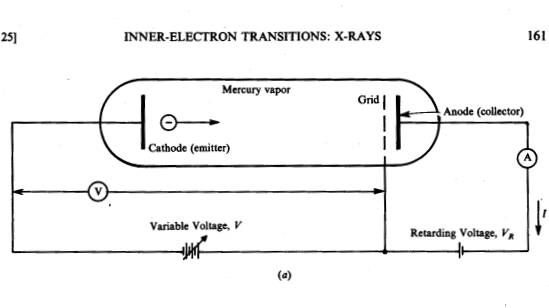 25] INNER-ELECTRON TRANSITIONS: X-RAYS 161
Mercury vapor
Grid
Anode (collector)
−
Cathode (emitter)
A
V
I
Variable Voltage, V
Retarding Voltage, V_R
(a)